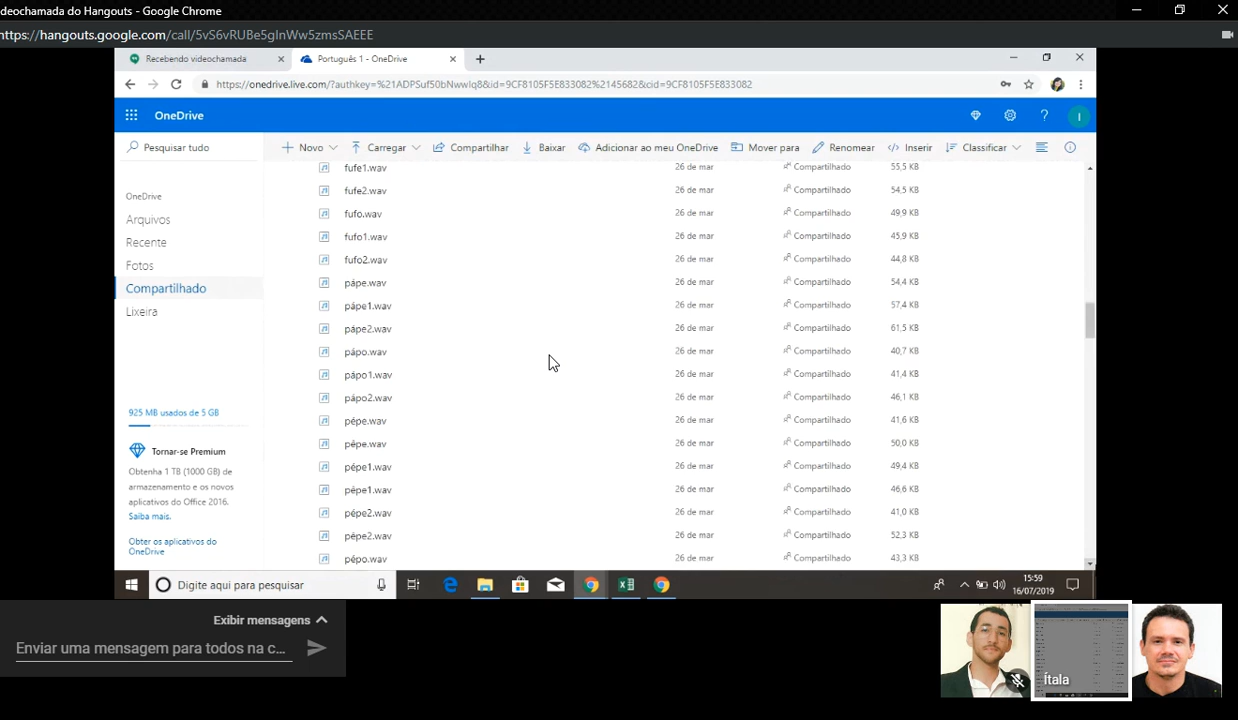 deochamada do Hangouts - Google Chrome
https://hangouts.google.com/call/5vS6vRUBe5gInWw5zmsSAEEE
Recebendo videochamada
Português 1 - OneDrive
https://onedrive.live.com/?authkey=%21ADPSuf50bNwwIq8&id=9CF8105F5E833082%2145682&cid=9CF8105F5E833082
OneDrive
I
Pesquisar tudo
Novo Carregar Compartilhar Baixar Adicionar ao meu OneDrive Mover para Renomear Inserir Classificar
OneDrive
Arquivos
Recente
Fotos
Compartilhado
Lixeira
925 MB usados de 5 GB
Tornar-se Premium
Obtenha 1 TB (1000 GB) de
armazenamento e os novos
aplicativos do Office 2016.
Saiba mais.
Obter os aplicativos do
OneDrive
fufe1.wav 26 de mar Compartilhado 55,5 KB
fufe2.wav 26 de mar Compartilhado 54,5 KB
fufo.wav 26 de mar Compartilhado 49,9 KB
fufo1.wav 26 de mar Compartilhado 45,9 KB
fufo2.wav 26 de mar Compartilhado 44,8 KB
pápe.wav 26 de mar Compartilhado 54,4 KB
pápe1.wav 26 de mar Compartilhado 57,4 KB
pápe2.wav 26 de mar Compartilhado 61,5 KB
pápo.wav 26 de mar Compartilhado 40,7 KB
pápo1.wav 26 de mar Compartilhado 41,4 KB
pápo2.wav 26 de mar Compartilhado 46,1 KB
pépe.wav 26 de mar Compartilhado 41,6 KB
pêpe.wav 26 de mar Compartilhado 50,0 KB
pépe1.wav 26 de mar Compartilhado 49,4 KB
pêpe1.wav 26 de mar Compartilhado 46,6 KB
pépe2.wav 26 de mar Compartilhado 41,0 KB
pêpe2.wav 26 de mar Compartilhado 52,3 KB
pépo.wav 26 de mar Compartilhado 43,3 KB
Digite aqui para pesquisar
15:59
16/07/2019
Exibir mensagens
Enviar uma mensagem para todos na c...
Ítala